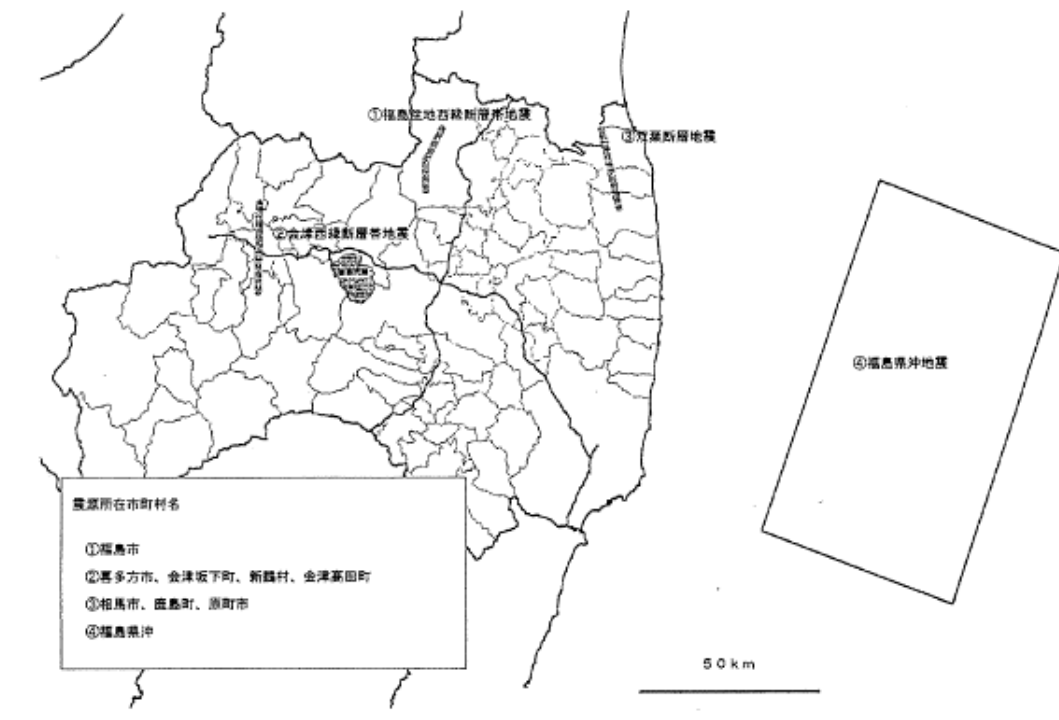 ①福島盆地西縁断層帯地震
③双葉断層地震
②会津西縁断層帯地震
④福島県沖地震
震源所在市町村名
①福島市
②喜多方市、会津坂下町、新鶴村、会津高田町
③相馬市、鹿島町、原町市
④福島県沖
50km